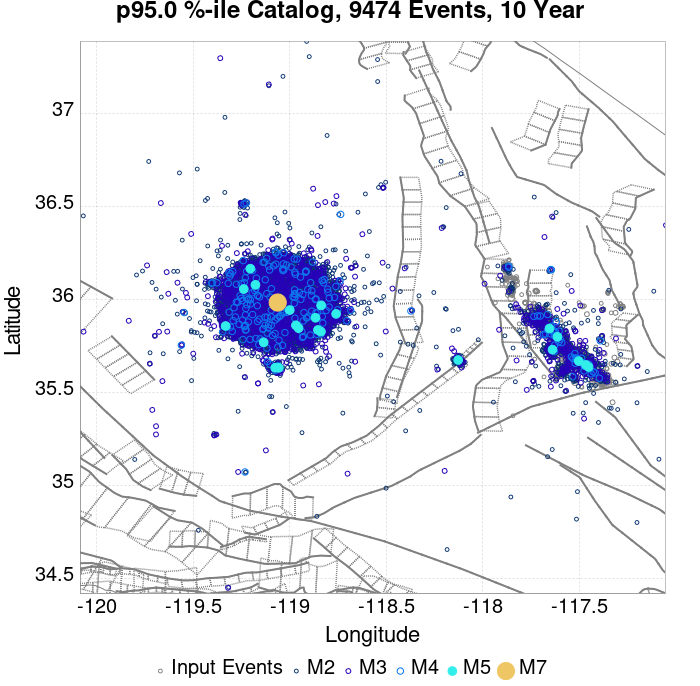 p95.0 %-ile Catalog, 9474 Events, 10 Year
37
36.5
36
35.5
35
34.5
Latitude
-120 -119.5 -119 -118.5 -118 -117.5
Longitude
Input Events M2 M3 M4 M5 M7